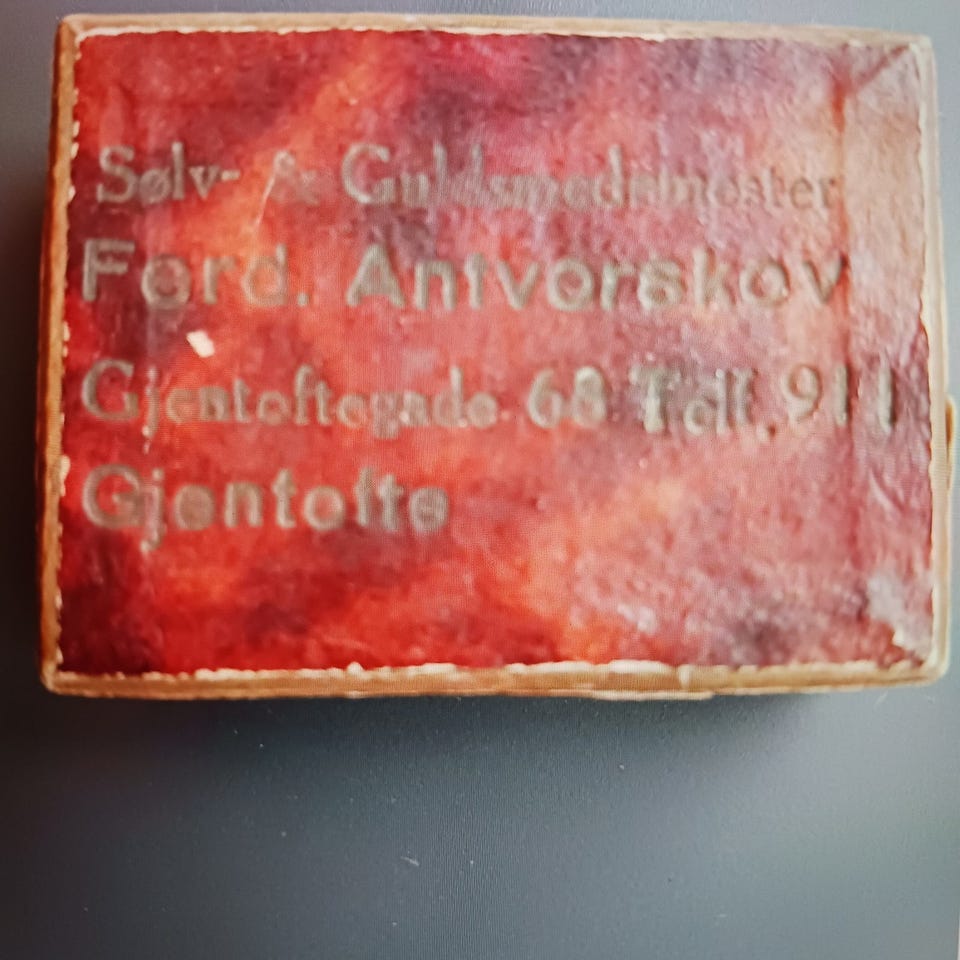 Sølv- & Guldsmedemester
Ferd. Antvorskov
Gjentoftegade 68 Telf. 911
Gjentofte